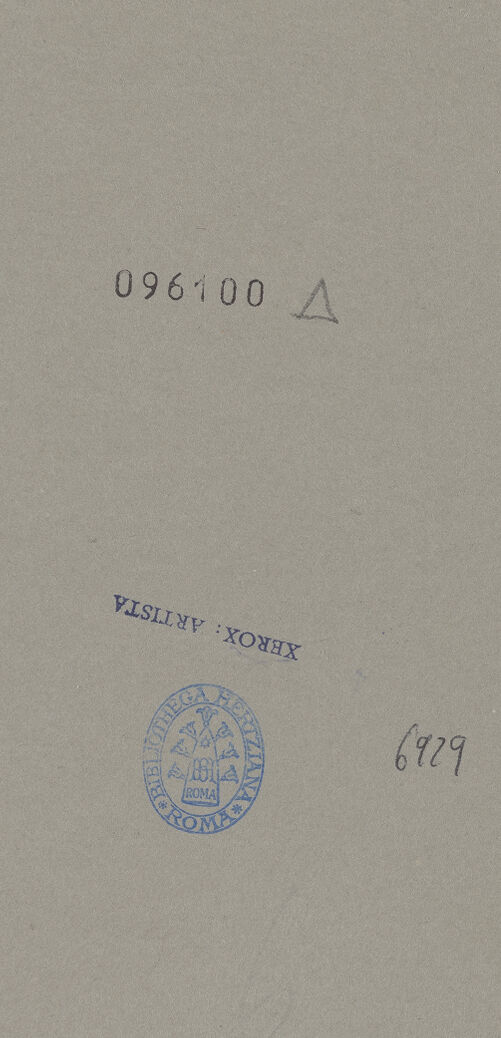 096100 Δ
XEROX: ARTISTA
BIBLIOTHECA HERTZIANA
* ROMA *
ROMA
6929